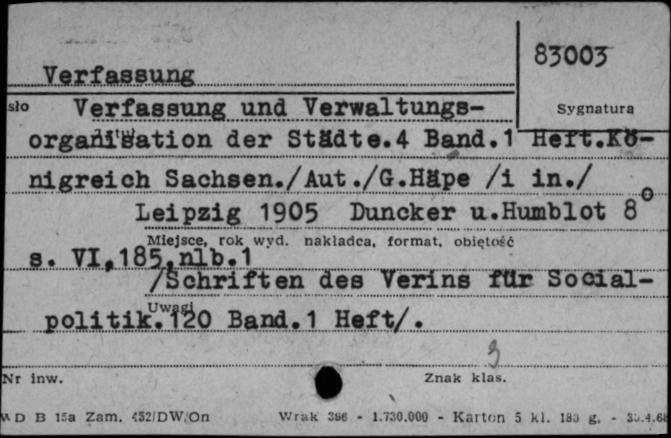 83003
Verfassung
sło Verfassung und Verwaltungs- Sygnatura
organisation der Städte.4 Band.1 Heft.Kö-
nigreich Sachsen./Aut./G.Häpe /i in./
Leipzig 1905 Duncker u.Humblot 8°
Miejsce, rok wyd. nakładca, format, objętość
s. VI,185,nlb.1
/Schriften des Verins für Social-
Uwagi
politik.120 Band.1 Heft/.
3
Nr inw. Znak klas.
WD B 15a Zam. 452/DW/On Wrak 396 - 1.730.000 - Karton 5 kl. 180 g. -